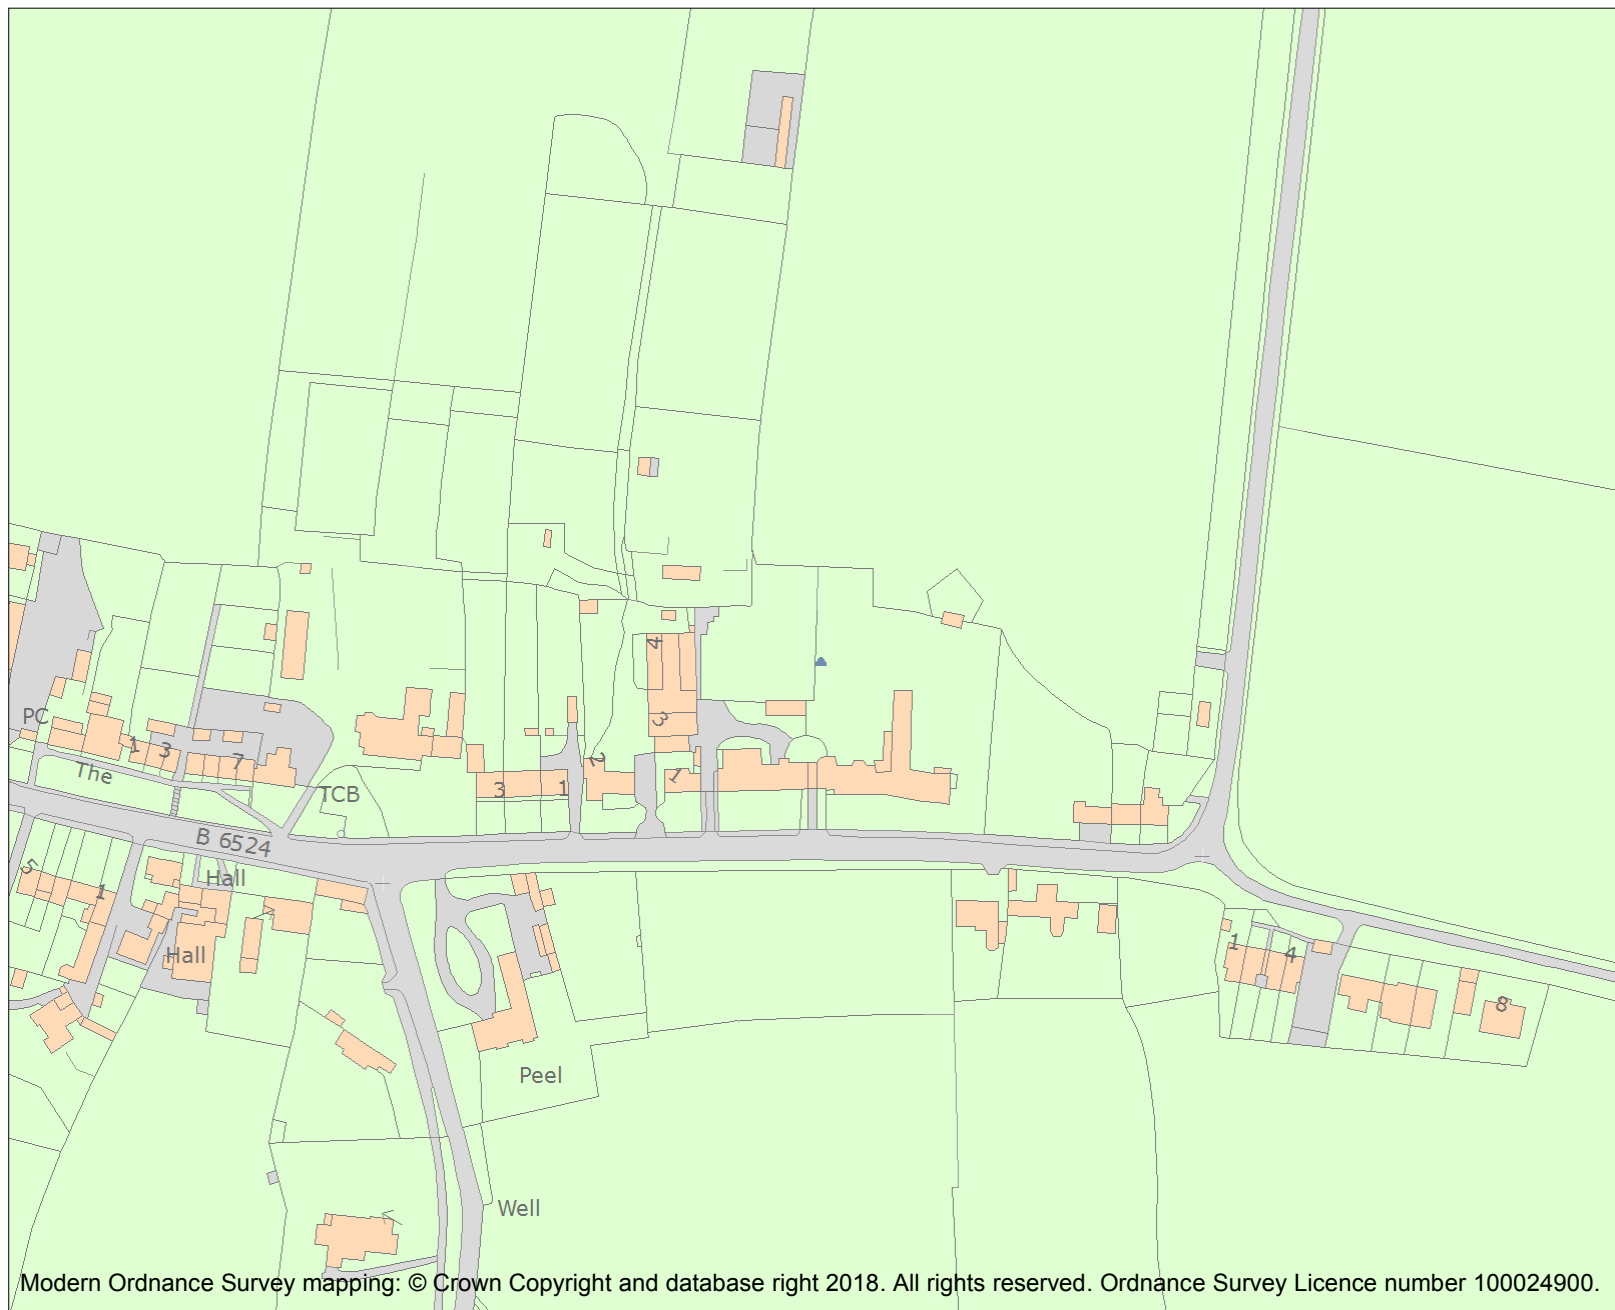 4
PC
3
1
3
7
2
The
1
3
1
TCB
B 6524
5
Hall
1
1
4
Hall
8
Peel
Well
Modern Ordnance Survey mapping: © Crown Copyright and database right 2018. All rights reserved. Ordnance Survey Licence number 100024900.